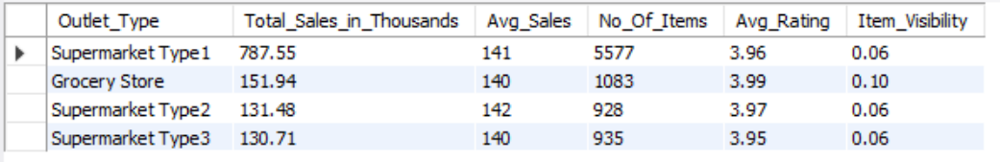 Outlet_Type Total_Sales_in_Thousands Avg_Sales No_Of_Items Avg_Rating Item_Visibility
Supermarket Type1 787.55 141 5577 3.96 0.06
Grocery Store 151.94 140 1083 3.99 0.10
Supermarket Type2 131.48 142 928 3.97 0.06
Supermarket Type3 130.71 140 935 3.95 0.06